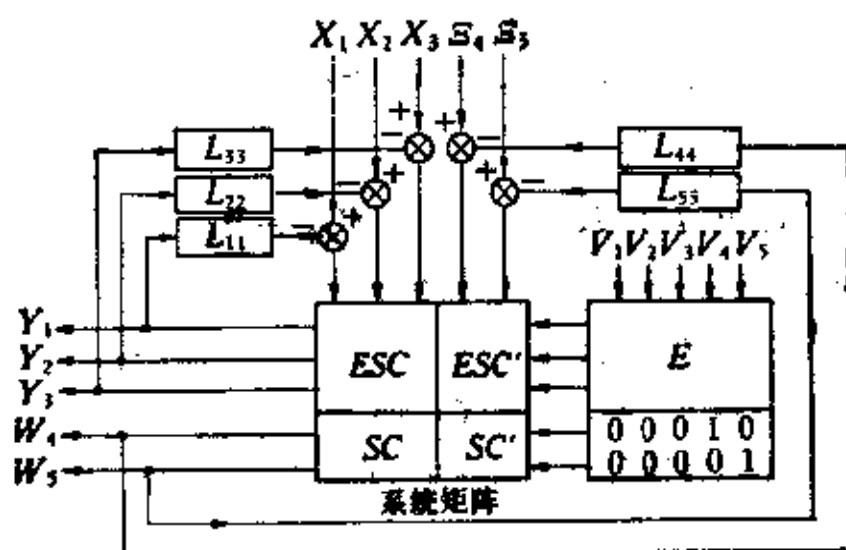 X₁ X₂ X₃ Ξ₄ Ξ₅
+ +
− −
L₃₃ L₄₄
+ +
− −
L₂₂ L₅₅
− +
L₁₁
V₁ V₂ V₃ V₄ V₅
Y₁
Y₂ ESC ESC′ E
Y₃
W₄ SC SC′ 0 0 0 1 0
W₅ 0 0 0 0 1
系统矩阵